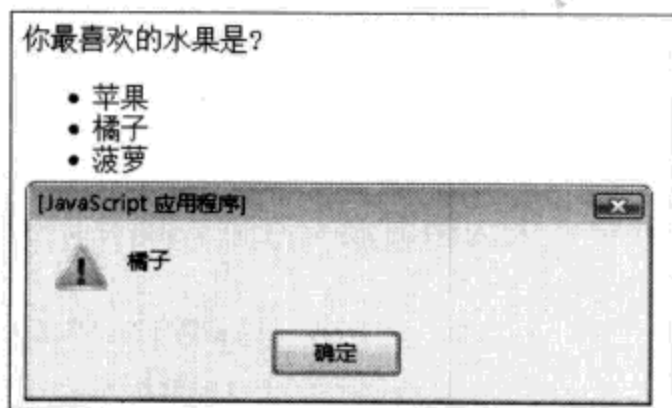 你最喜欢的水果是?
• 苹果
• 橘子
• 菠萝
[JavaScript 应用程序]
橘子
确定